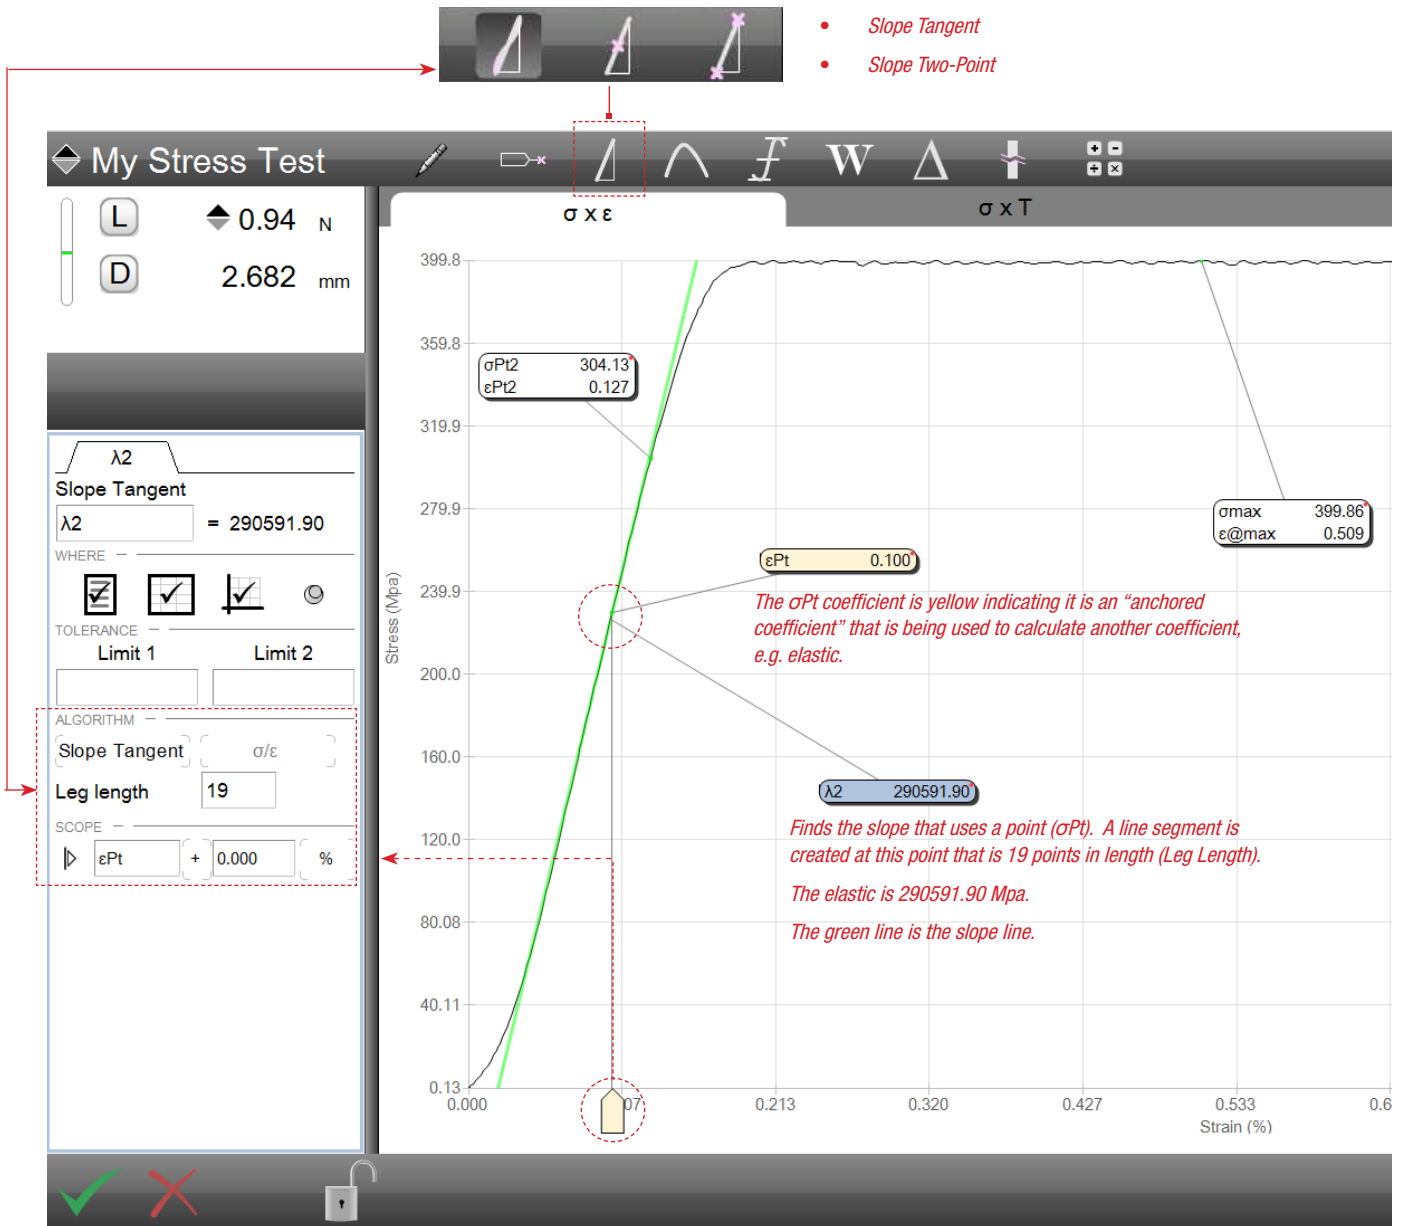 • Slope Tangent
• Slope Two-Point
My Stress Test
W
L 0.94 N
D 2.682 mm
σ x ε
σ x T
λ2
Slope Tangent
λ2 = 290591.90
WHERE
TOLERANCE
Limit 1 Limit 2
ALGORITHM
Slope Tangent σ/ε
Leg length 19
SCOPE
εPt + 0.000 %
Stress (Mpa)
399.8
359.8
319.9
279.9
239.9
200.0
160.0
120.0
80.08
40.11
0.13
0.000 07 0.213 0.320 0.427 0.533 0.6
Strain (%)
σPt2 304.13
εPt2 0.127
σmax 399.86
ε@max 0.509
εPt 0.100
The σPt coefficient is yellow indicating it is an “anchored
coefficient” that is being used to calculate another coefficient,
e.g. elastic.
λ2 290591.90
Finds the slope that uses a point (σPt). A line segment is
created at this point that is 19 points in length (Leg Length).
The elastic is 290591.90 Mpa.
The green line is the slope line.